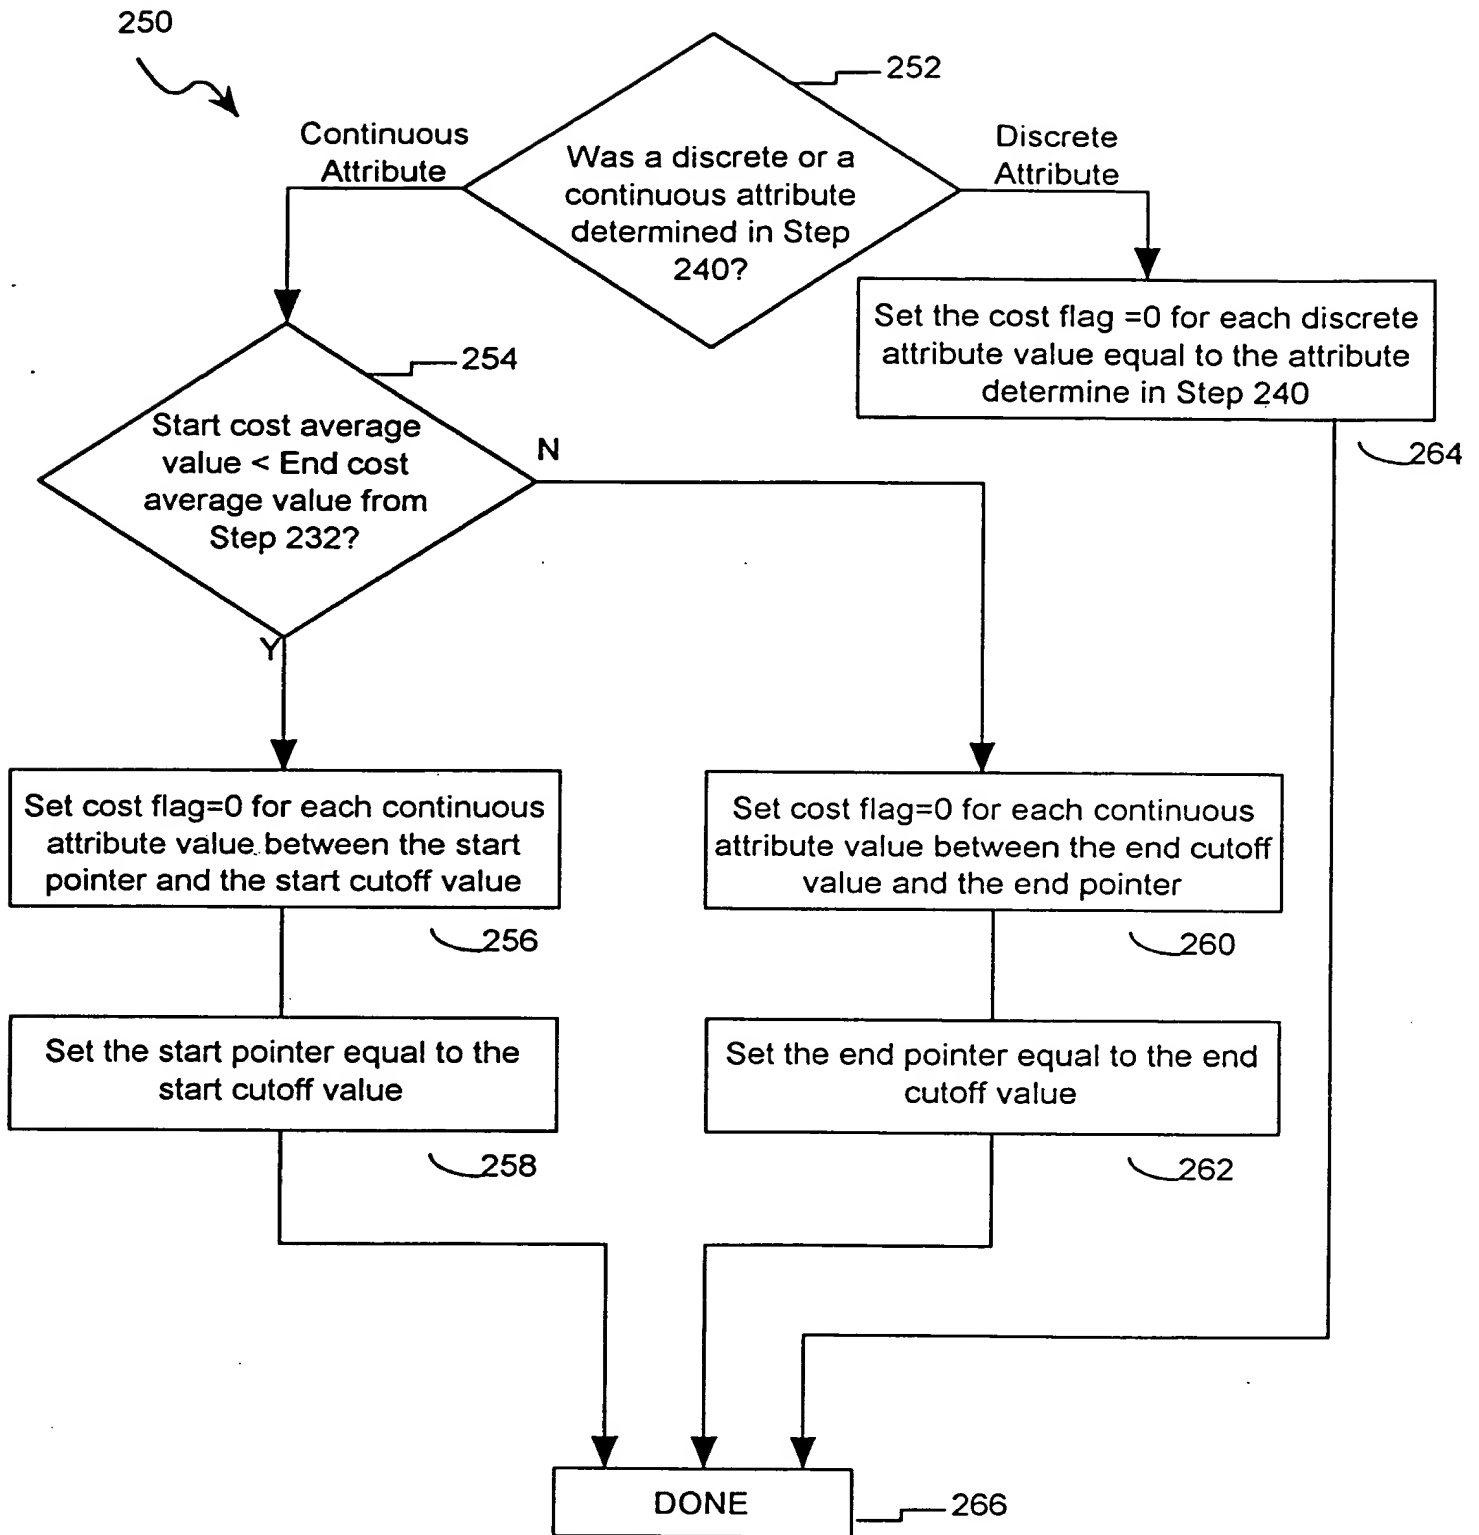 250
252
Continuous
Attribute
Discrete
Attribute
Was a discrete or a
continuous attribute
determined in Step
240?
Set the cost flag =0 for each discrete
attribute value equal to the attribute
determine in Step 240
264
254
Start cost average
value < End cost
average value from
Step 232?
N
Y
Set cost flag=0 for each continuous
attribute value between the start
pointer and the start cutoff value
256
Set cost flag=0 for each continuous
attribute value between the end cutoff
value and the end pointer
260
Set the start pointer equal to the
start cutoff value
258
Set the end pointer equal to the end
cutoff value
262
DONE
266